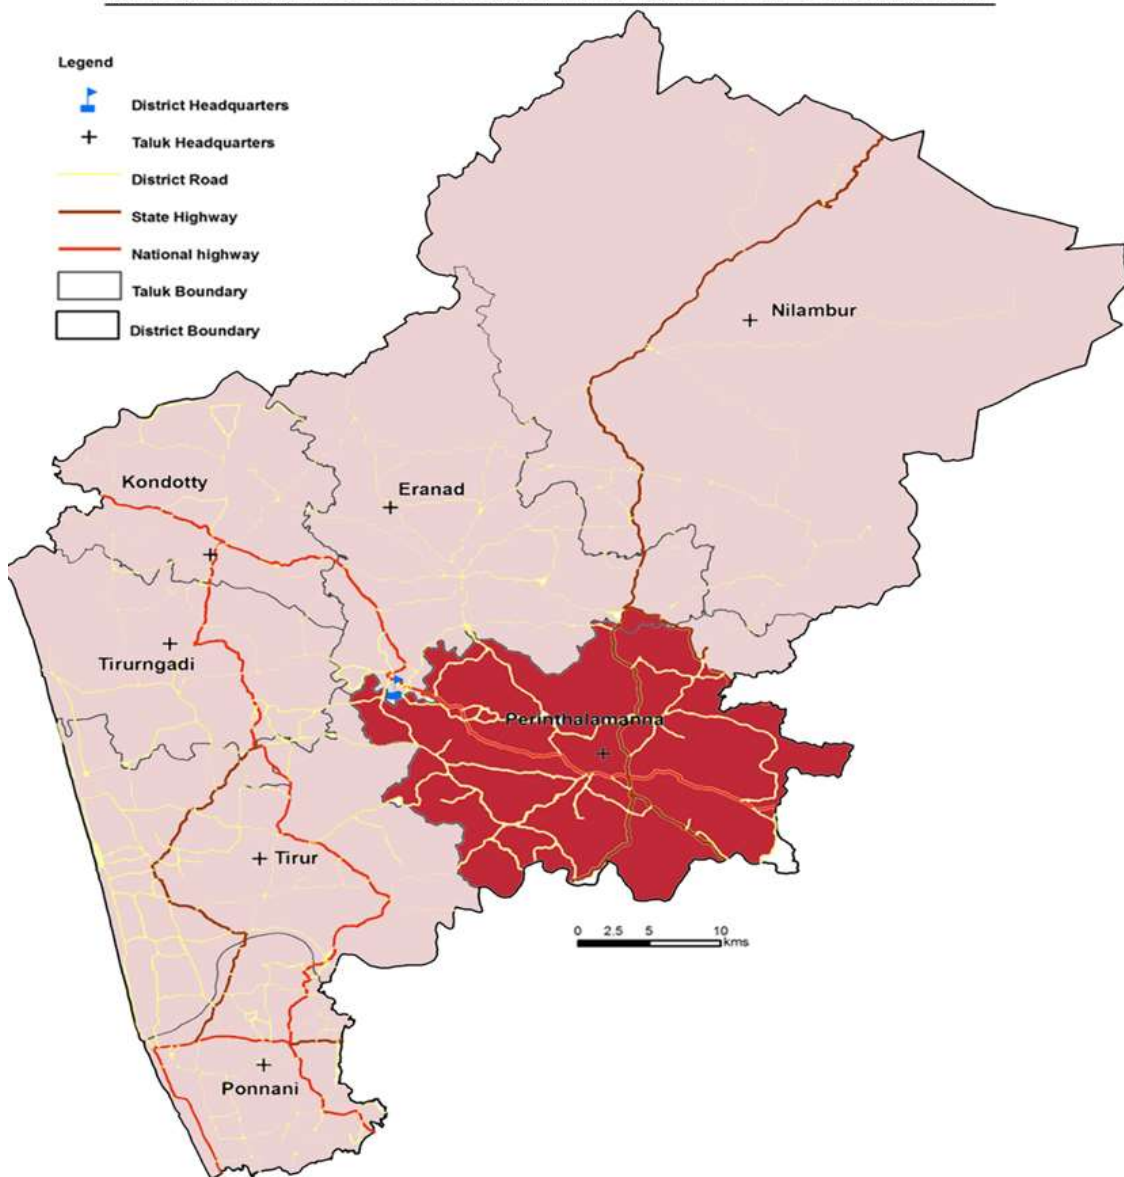 Legend
District Headquarters
Taluk Headquarters
District Road
State Highway
National highway
Taluk Boundary
District Boundary
Nilambur
Kondotty
Eranad
Tirurngadi
Perinthalamanna
Tirur
0 2.5 5 10
kms
Ponnani